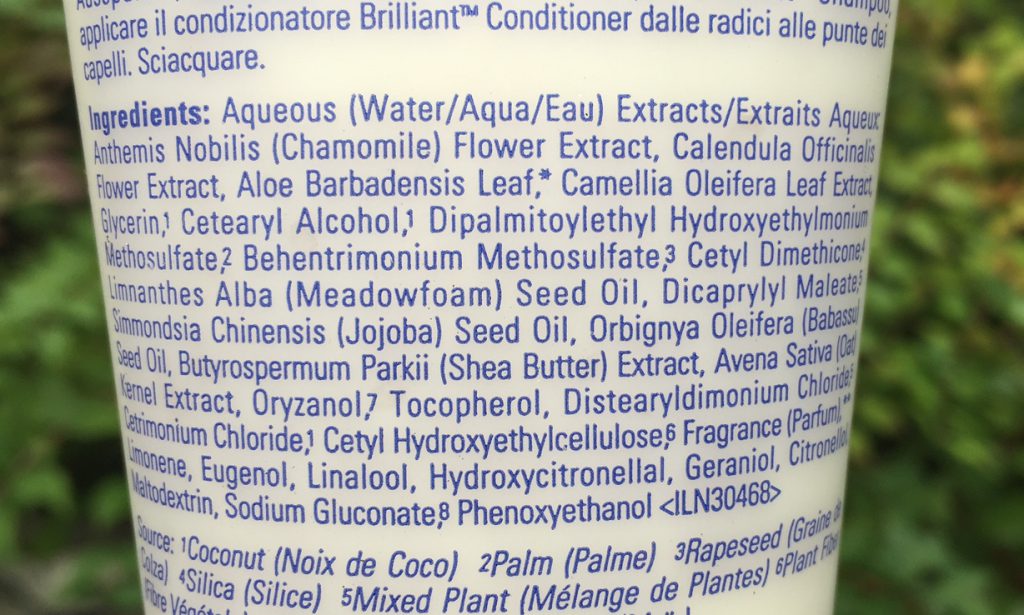 applicare il condizionatore Brilliant™ Conditioner dalle radici alle punte dei
capelli. Sciacquare.
Ingredients: Aqueous (Water/Aqua/Eau) Extracts/Extraits Aqueux,
Anthemis Nobilis (Chamomile) Flower Extract, Calendula Officinalis
Flower Extract, Aloe Barbadensis Leaf,* Camellia Oleifera Leaf Extract,
Glycerin,¹ Cetearyl Alcohol,¹ Dipalmitoylethyl Hydroxyethylmonium
Methosulfate,² Behentrimonium Methosulfate,³ Cetyl Dimethicone,⁴
Limnanthes Alba (Meadowfoam) Seed Oil, Dicaprylyl Maleate,⁵
Simmondsia Chinensis (Jojoba) Seed Oil, Orbignya Oleifera (Babassu)
Seed Oil, Butyrospermum Parkii (Shea Butter) Extract, Avena Sativa (Oat)
Kernel Extract, Oryzanol,⁷ Tocopherol, Distearyldimonium Chloride,⁵
Cetrimonium Chloride,¹ Cetyl Hydroxyethylcellulose,⁶ Fragrance (Parfum),**
Limonene, Eugenol, Linalool, Hydroxycitronellal, Geraniol, Citronellol,
Maltodextrin, Sodium Gluconate,⁸ Phenoxyethanol <ILN30468>
Source: ¹Coconut (Noix de Coco) ²Palm (Palme) ³Rapeseed (Graine de
Colza) ⁴Silica (Silice) ⁵Mixed Plant (Mélange de Plantes) ⁶Plant Fiber
(Fibre